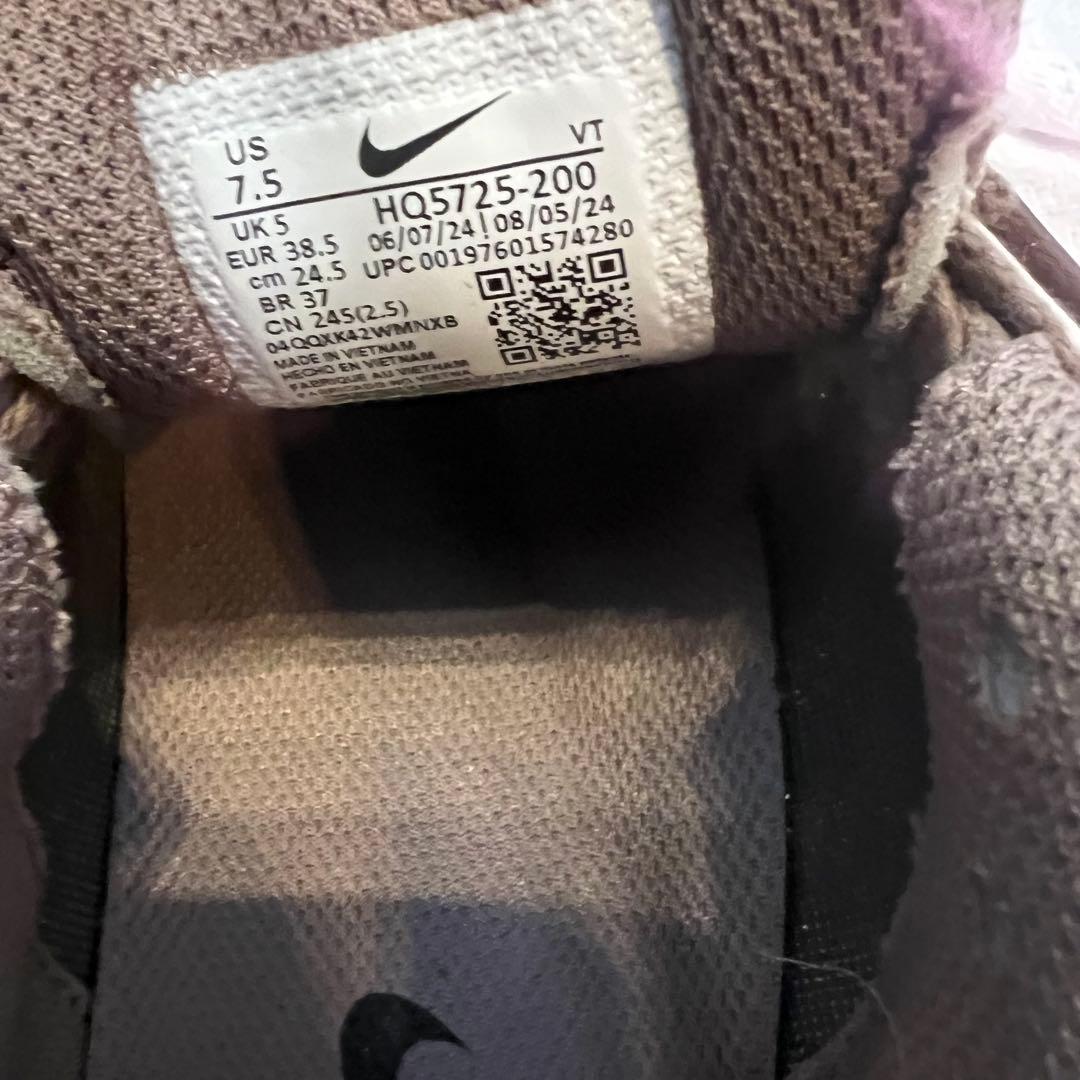 US VT
7.5 HQ5725-200
UK 5 06/07/24|08/05/24
EUR 38.5 UPC 00197601574280
cm 24.5
BR 37
CN 245(2.5)
04QQXK42WMNXB
MADE IN VIETNAM
HECHO EN VIETNAM
FABRIQUE AU VIETNAM